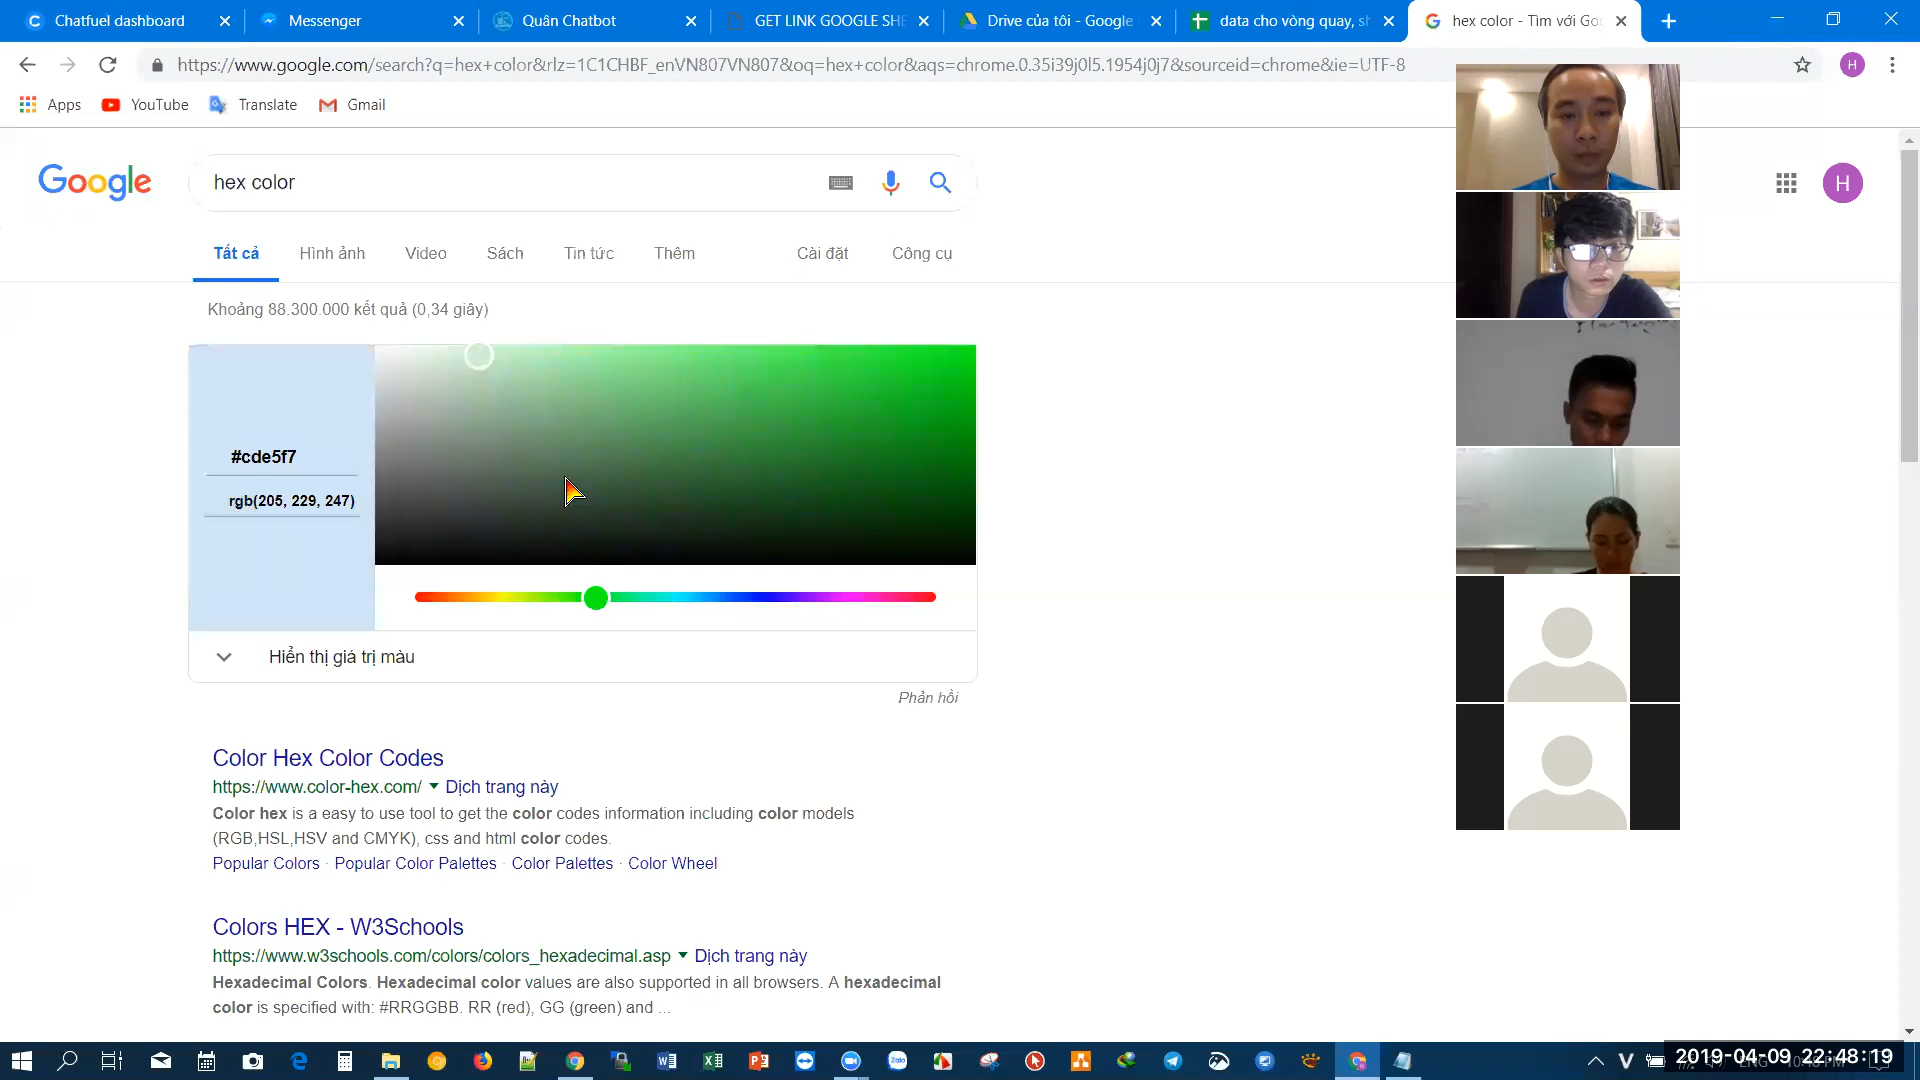 Chatfuel dashboard
Messenger
Quân Chatbot
GET LINK GOOGLE SHE
Drive của tôi - Google
data cho vòng quay, sh
hex color - Tìm với Goo
https://www.google.com/search?q=hex+color&rlz=1C1CHBF_enVN807VN807&oq=hex+color&aqs=chrome.0.35i39j0l5.1954j0j7&sourceid=chrome&ie=UTF-8
H
Apps
YouTube
Translate
Gmail
Google
hex color
H
Tất cả
Hình ảnh
Video
Sách
Tin tức
Thêm
Cài đặt
Công cụ
Khoảng 88.300.000 kết quả (0,34 giây)
#cde5f7
rgb(205, 229, 247)
Hiển thị giá trị màu
Phản hồi
Color Hex Color Codes
https://www.color-hex.com/ Dịch trang này
Color hex is a easy to use tool to get the color codes information including color models
(RGB,HSL,HSV and CMYK), css and html color codes.
Popular Colors · Popular Color Palettes · Color Palettes · Color Wheel
Colors HEX - W3Schools
https://www.w3schools.com/colors/colors_hexadecimal.asp Dịch trang này
Hexadecimal Colors. Hexadecimal color values are also supported in all browsers. A hexadecimal
color is specified with: #RRGGBB. RR (red), GG (green) and ...
2019-04-09 22:48:19